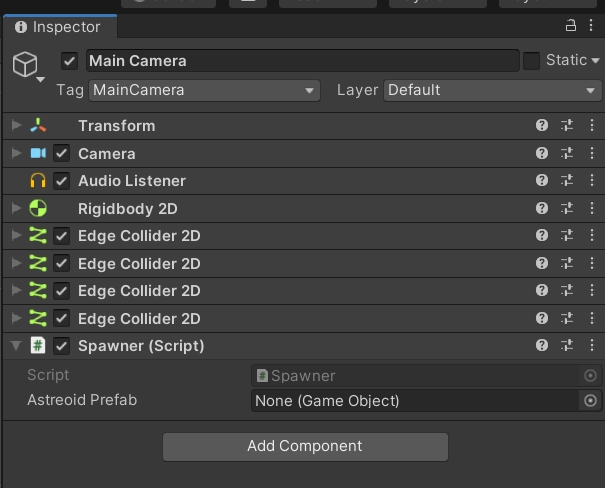 Inspector
Main Camera
Static
Tag MainCamera Layer Default
Transform
Camera
Audio Listener
Rigidbody 2D
Edge Collider 2D
Edge Collider 2D
Edge Collider 2D
Edge Collider 2D
Spawner (Script)
Script Spawner
Astreoid Prefab None (Game Object)
Add Component